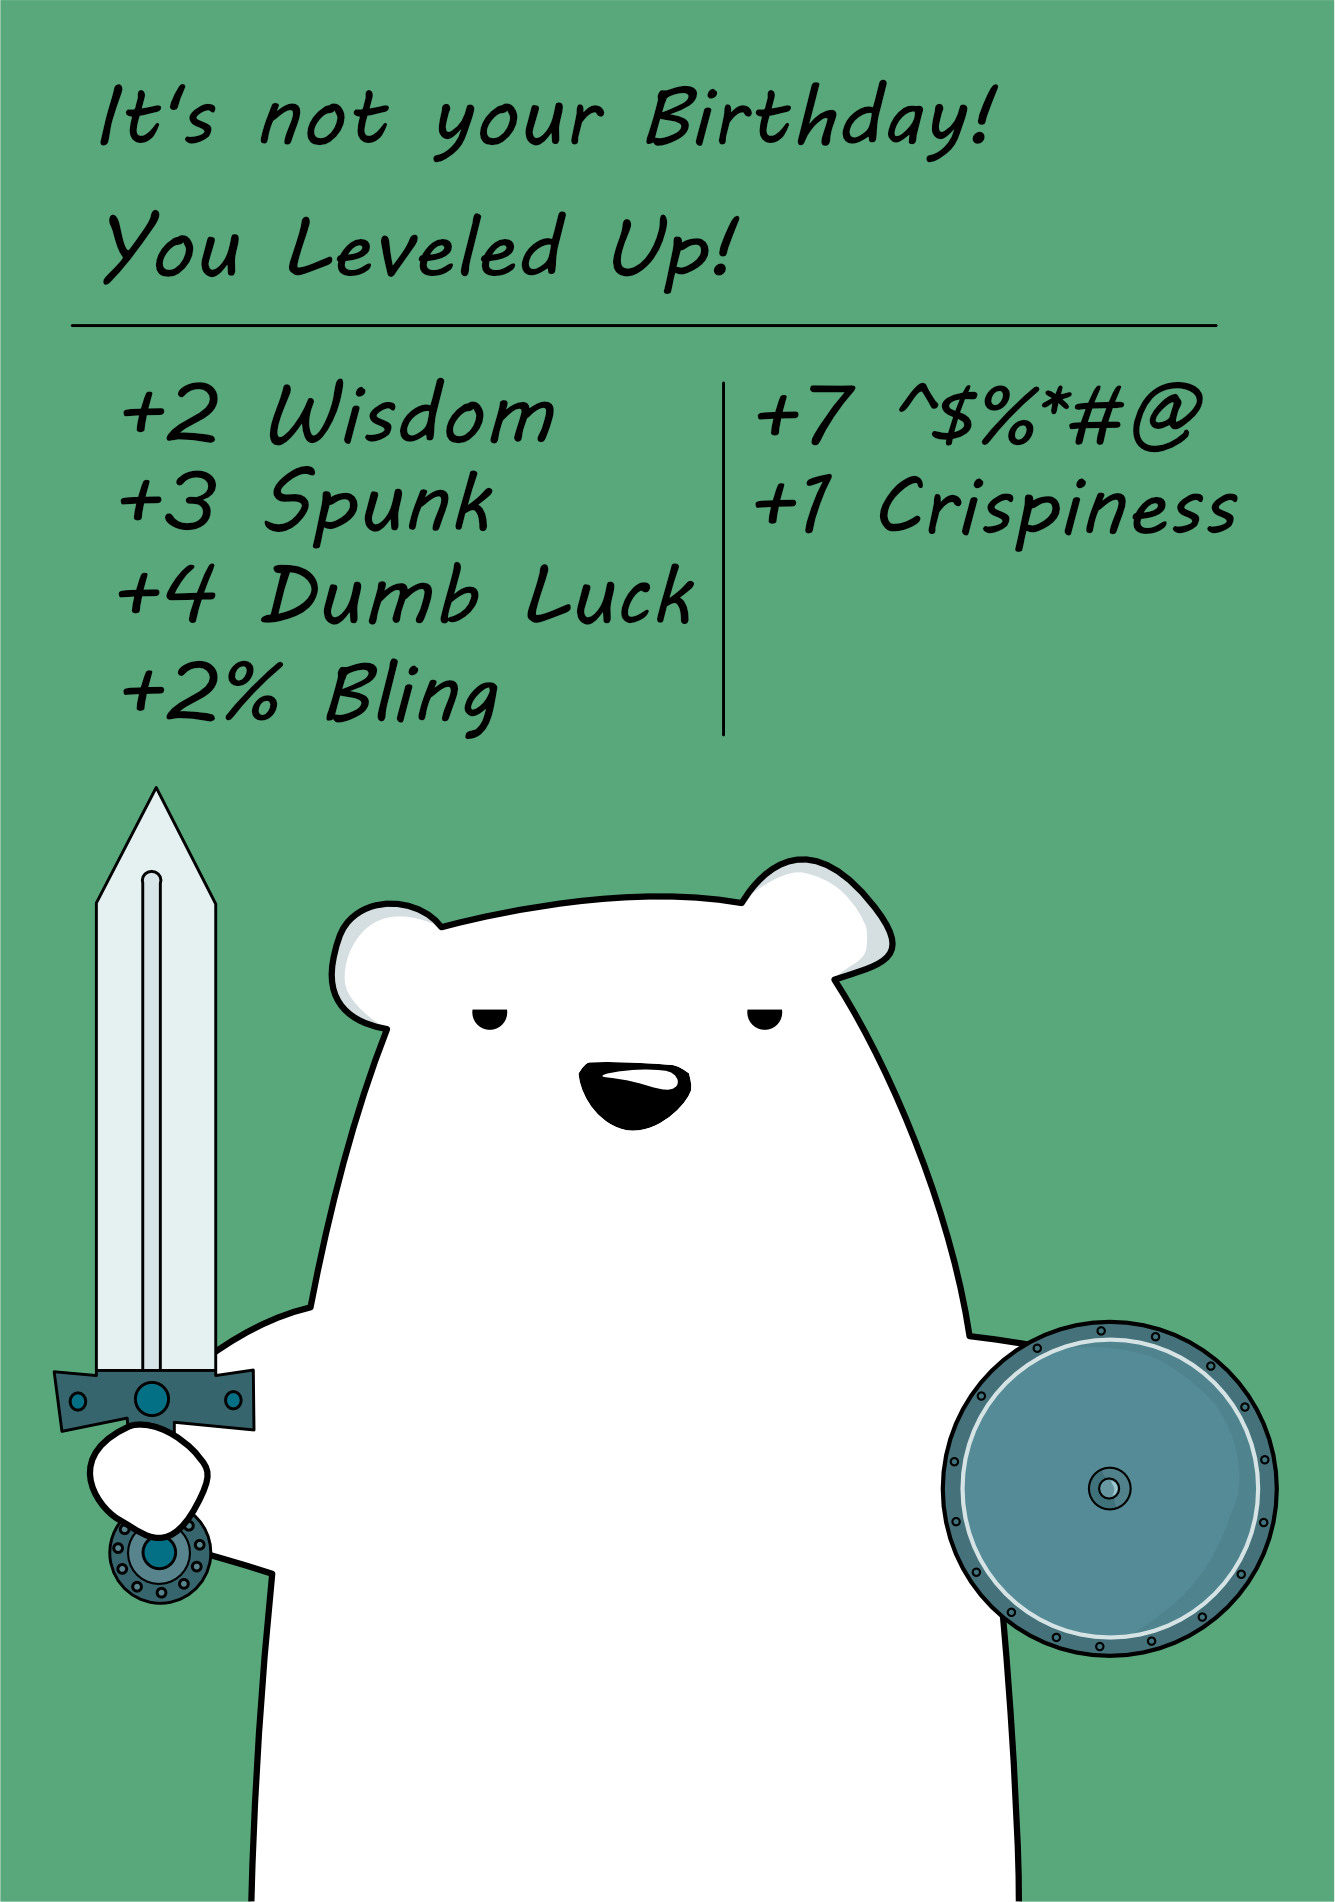 It's not your Birthday!
You Leveled Up!
+2 Wisdom
+3 Spunk
+4 Dumb Luck
+2% Bling
+7 ^$%*#@
+1 Crispiness